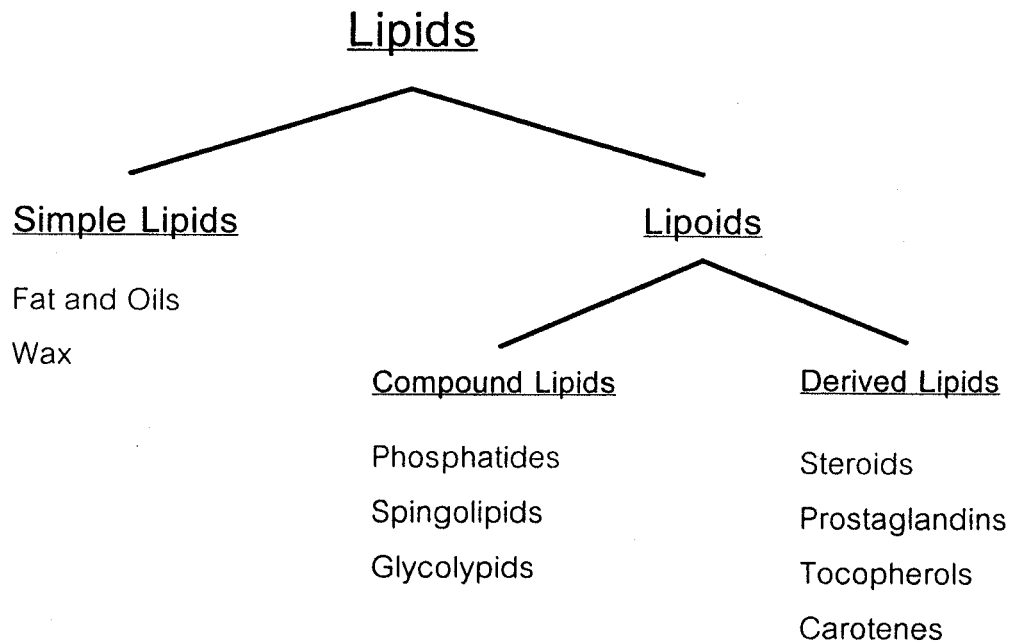 Lipids
Simple Lipids
Fat and Oils
Wax
Lipoids
Compound Lipids
Phosphatides
Spingolipids
Glycolypids
Derived Lipids
Steroids
Prostaglandins
Tocopherols
Carotenes